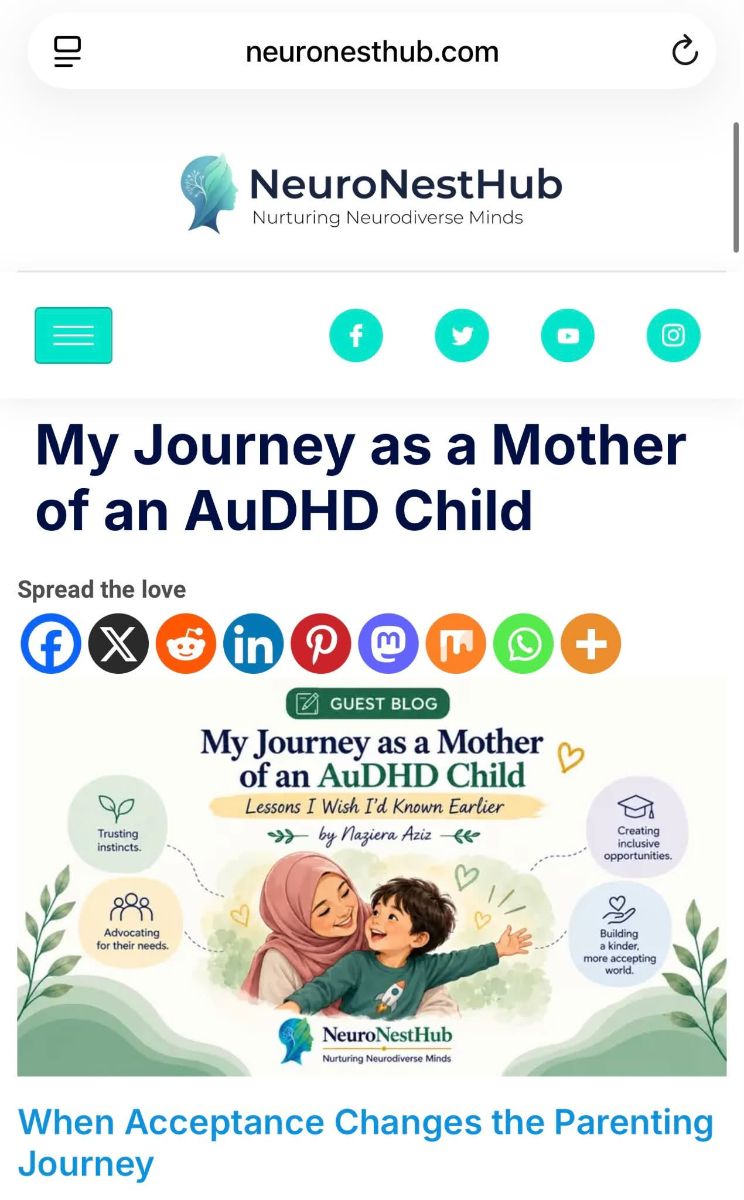 neuronesthub.com
NeuroNestHub
Nurturing Neurodiverse Minds
My Journey as a Mother
of an AuDHD Child
Spread the love
GUEST BLOG
My Journey as a Mother
of an AuDHD Child
Lessons I Wish I'd Known Earlier
by Naziera Aziz
Trusting
instincts.
Advocating
for their needs.
Creating
inclusive
opportunities.
Building
a kinder,
more accepting
world.
NeuroNestHub
Nurturing Neurodiverse Minds
When Acceptance Changes the Parenting
Journey